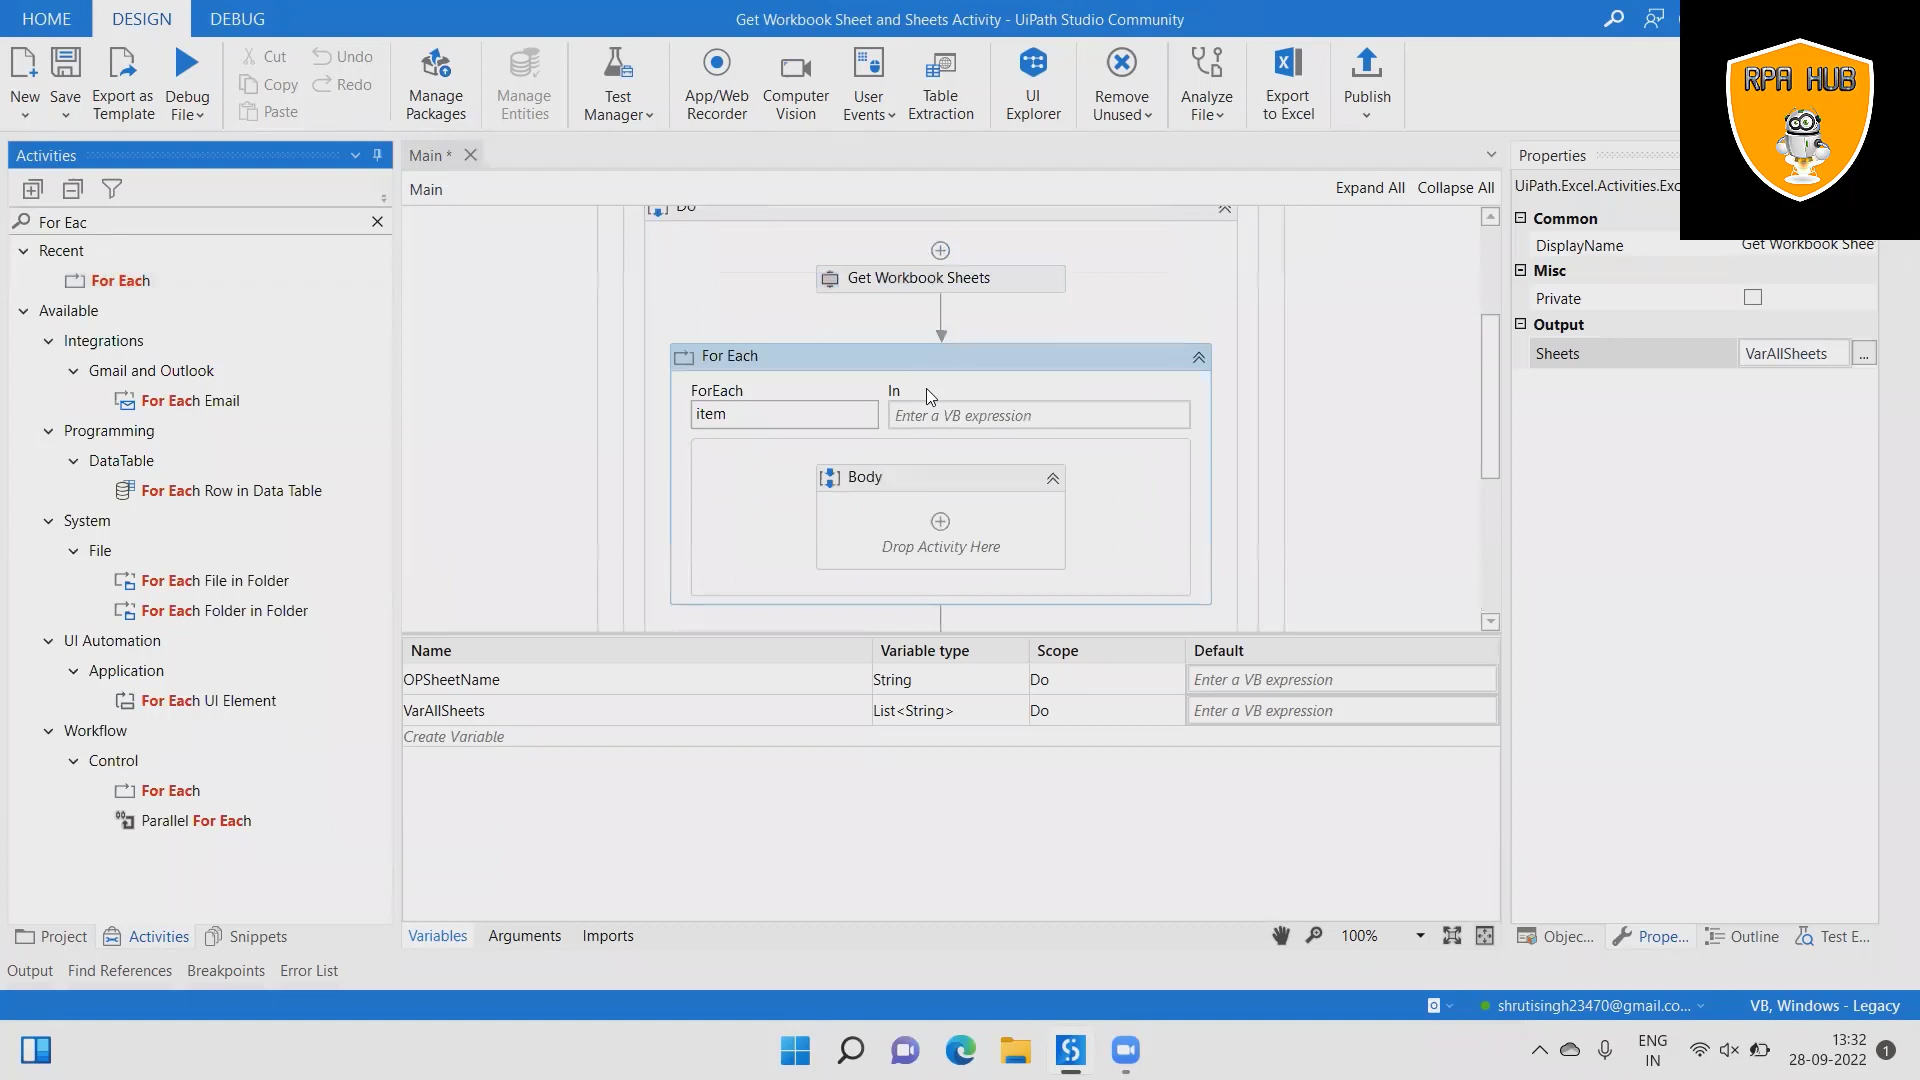 HOME
DESIGN
DEBUG
Get Workbook Sheet and Sheets Activity - UiPath Studio Community
RPA HUB
New
Save
Export as
Template
Debug
File
Cut
Copy
Paste
Undo
Redo
Manage
Packages
Manage
Entities
Test
Manager
App/Web
Recorder
Computer
Vision
User
Events
Table
Extraction
UI
Explorer
Remove
Unused
Analyze
File
Export
to Excel
Publish
Activities
For Eac
Recent
For Each
Available
Integrations
Gmail and Outlook
For Each Email
Programming
DataTable
For Each Row in Data Table
System
File
For Each File in Folder
For Each Folder in Folder
UI Automation
Application
For Each UI Element
Workflow
Control
For Each
Parallel For Each
Project
Activities
Snippets
Main *
Main
Expand All
Collapse All
Do
Get Workbook Sheets
For Each
ForEach
In
item
Enter a VB expression
Body
Drop Activity Here
Name
Variable type
Scope
Default
OPSheetName
String
Do
Enter a VB expression
VarAllSheets
List<String>
Do
Enter a VB expression
Create Variable
Variables
Arguments
Imports
100%
Properties
UiPath.Excel.Activities.Exc
Common
DisplayName
Get Workbook Shee
Misc
Private
Output
Sheets
VarAllSheets
...
Objec...
Prope...
Outline
Test E...
Output
Find References
Breakpoints
Error List
shrutisingh23470@gmail.co...
VB, Windows - Legacy
ENG
IN
13:32
28-09-2022
1